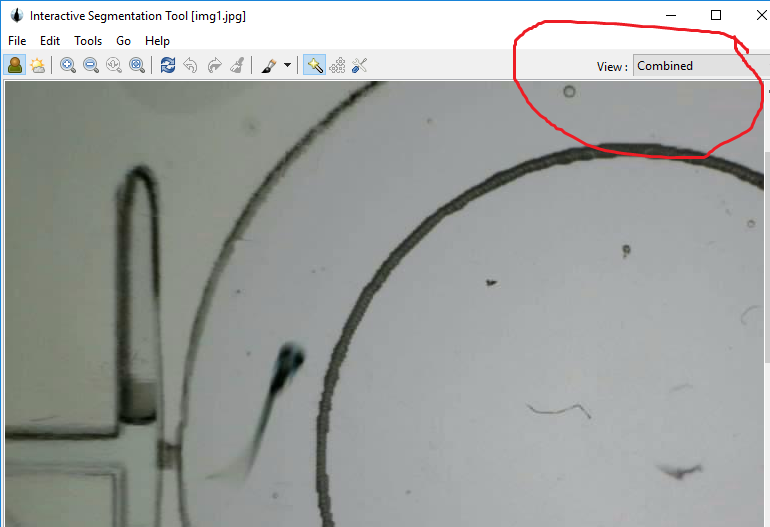 Interactive Segmentation Tool [img1.jpg]
File Edit Tools Go Help
View : Combined